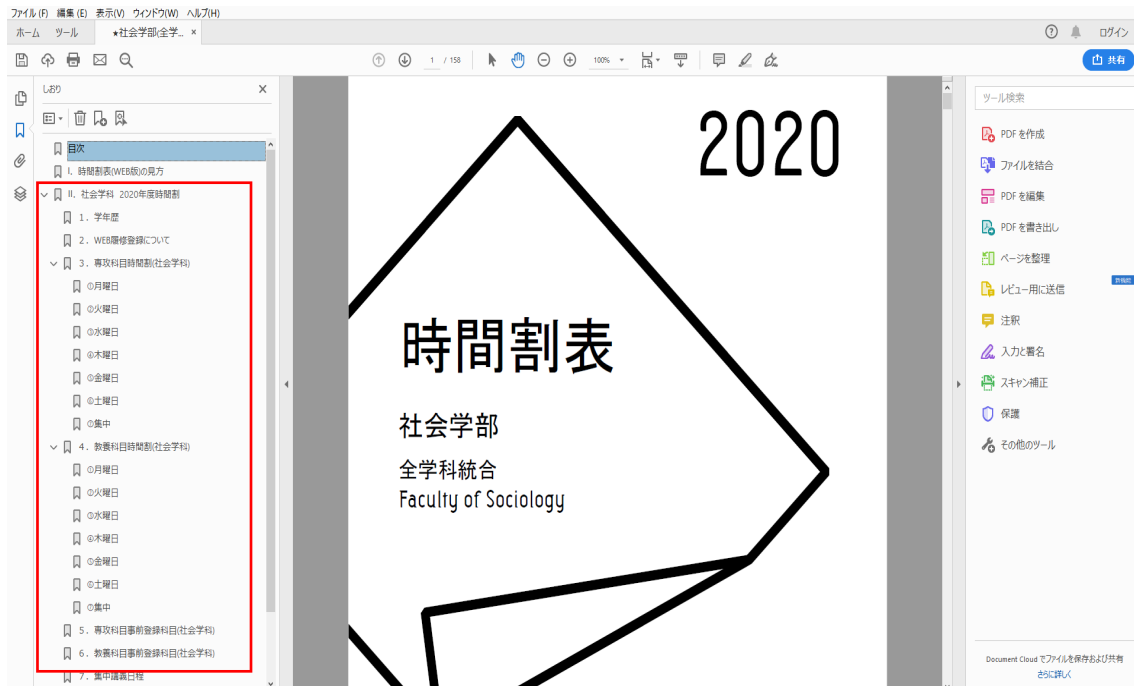 ファイル(F) 編集(E) 表示(V) ウィンドウ(W) ヘルプ(H)
ホーム ツール ★社会学部(全学... × ログイン
1 / 158 100% 共有
しおり ×
目次
I. 時間割表(WEB版)の見方
II. 社会学科 2020年度時間割
1. 学年歴
2. WEB履修登録について
3. 専攻科目時間割(社会学科)
①月曜日
②火曜日
③水曜日
④木曜日
⑤金曜日
⑥土曜日
⑦集中
4. 教養科目時間割(社会学科)
①月曜日
②火曜日
③水曜日
④木曜日
⑤金曜日
⑥土曜日
⑦集中
5. 専攻科目事前登録科目(社会学科)
6. 教養科目事前登録科目(社会学科)
7. 集中講義日程
2020
時間割表
社会学部
全学科統合
Faculty of Sociology
ツール検索
PDF を作成
ファイルを結合
PDF を編集
PDF を書き出し
ページを整理
レビュー用に送信
注釈
入力と署名
スキャン補正
保護
その他のツール
Document Cloud でファイルを保存および共有
さらに詳しく